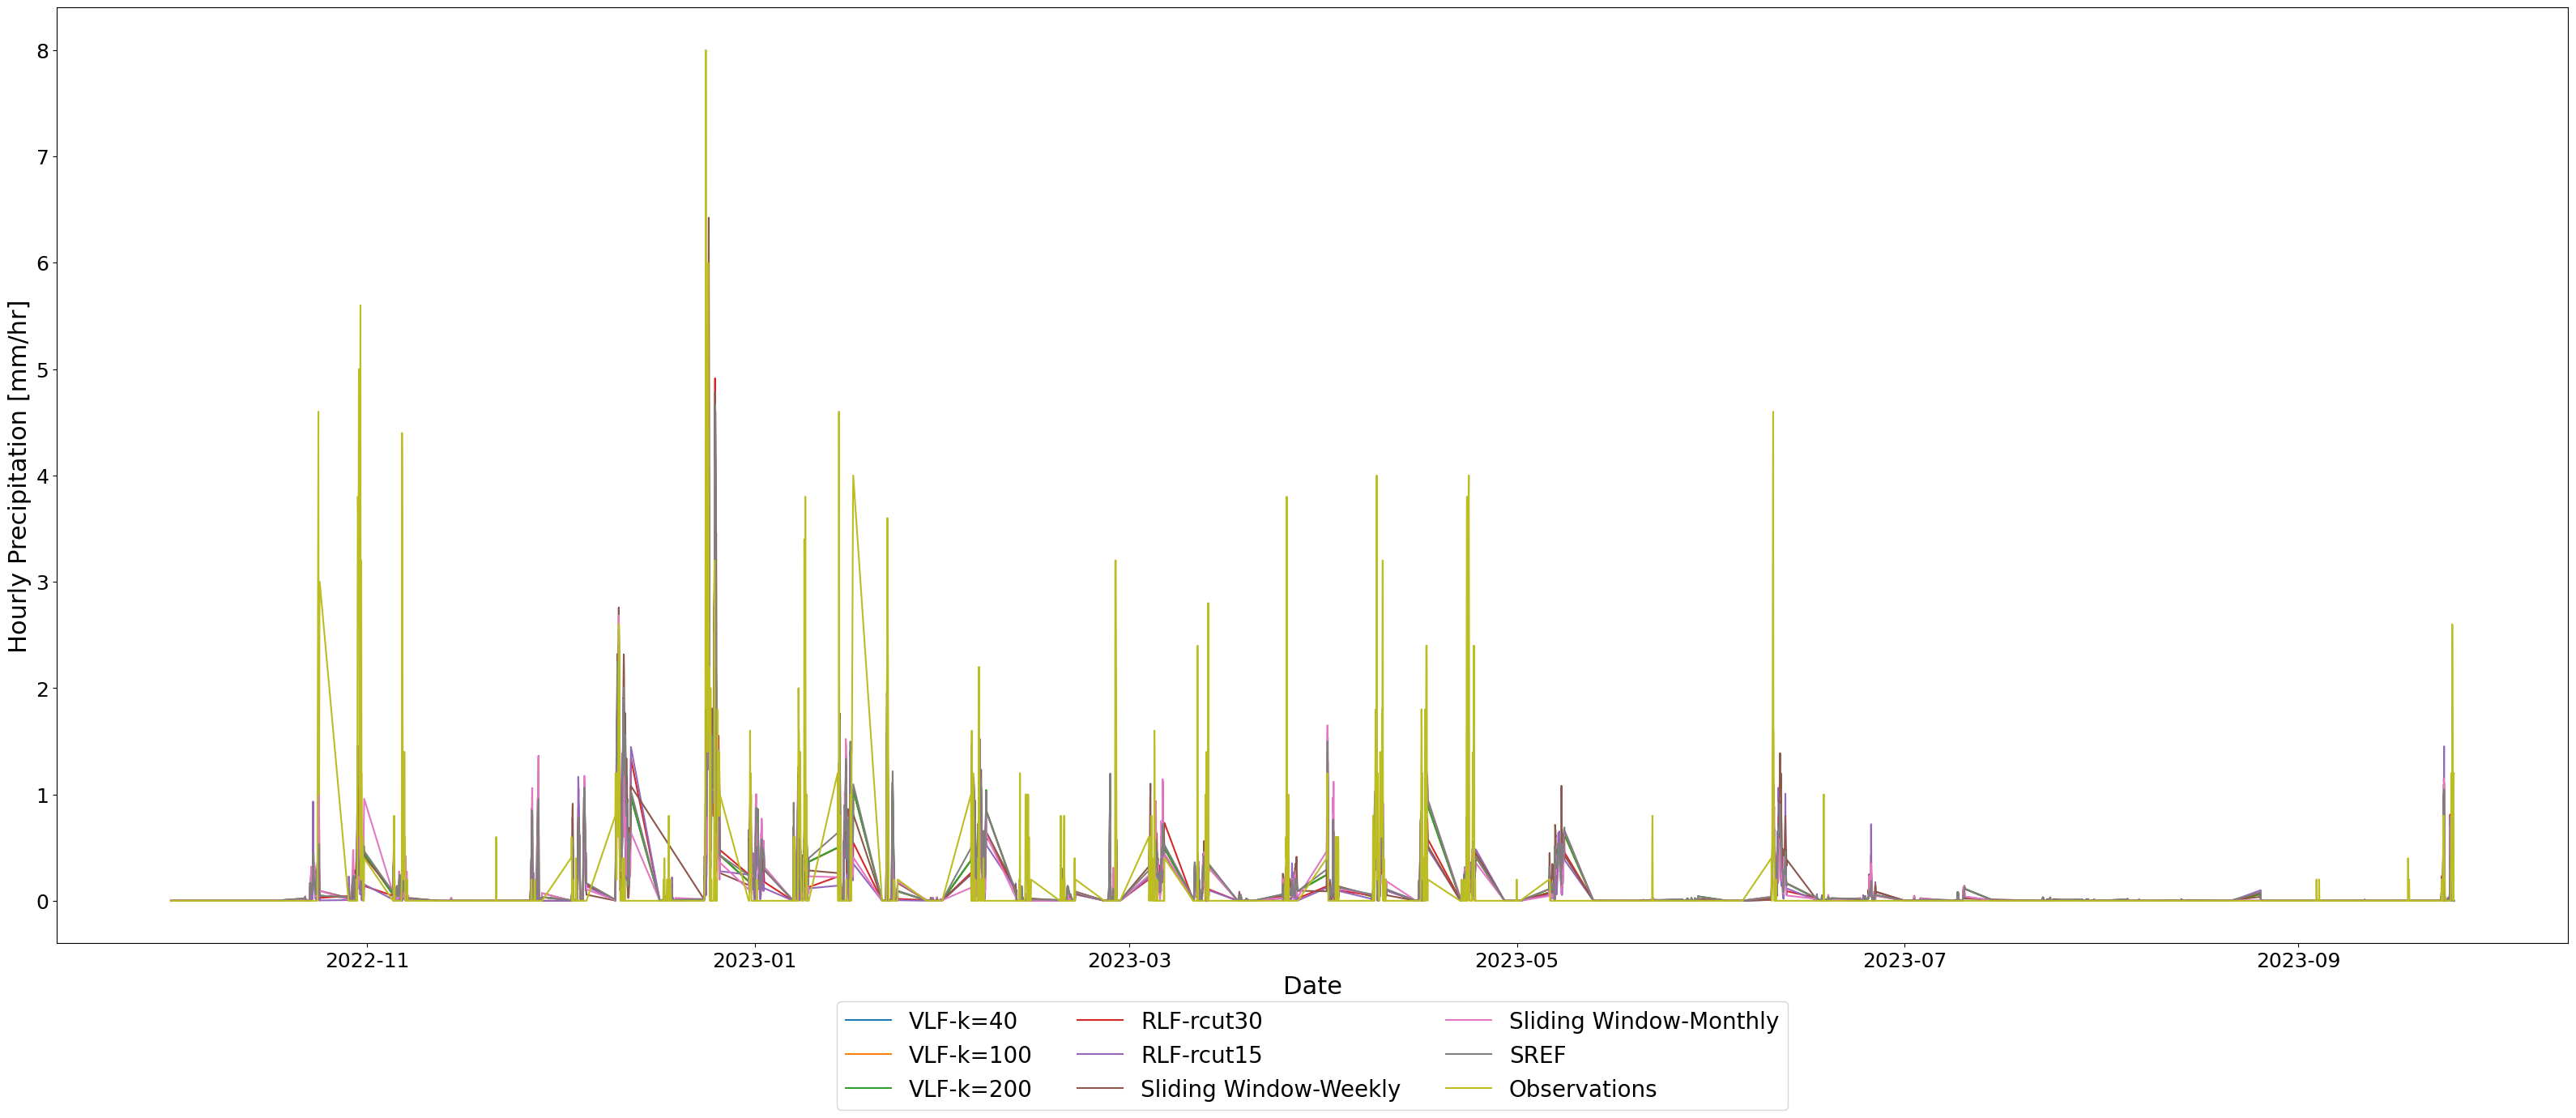 8
7
6
5
4
3
2
1
0
Hourly Precipitation [mm/hr]
2022-11 2023-01 2023-03 2023-05 2023-07 2023-09
Date
VLF-k=40 RLF-rcut30 Sliding Window-Monthly
VLF-k=100 RLF-rcut15 SREF
VLF-k=200 Sliding Window-Weekly Observations